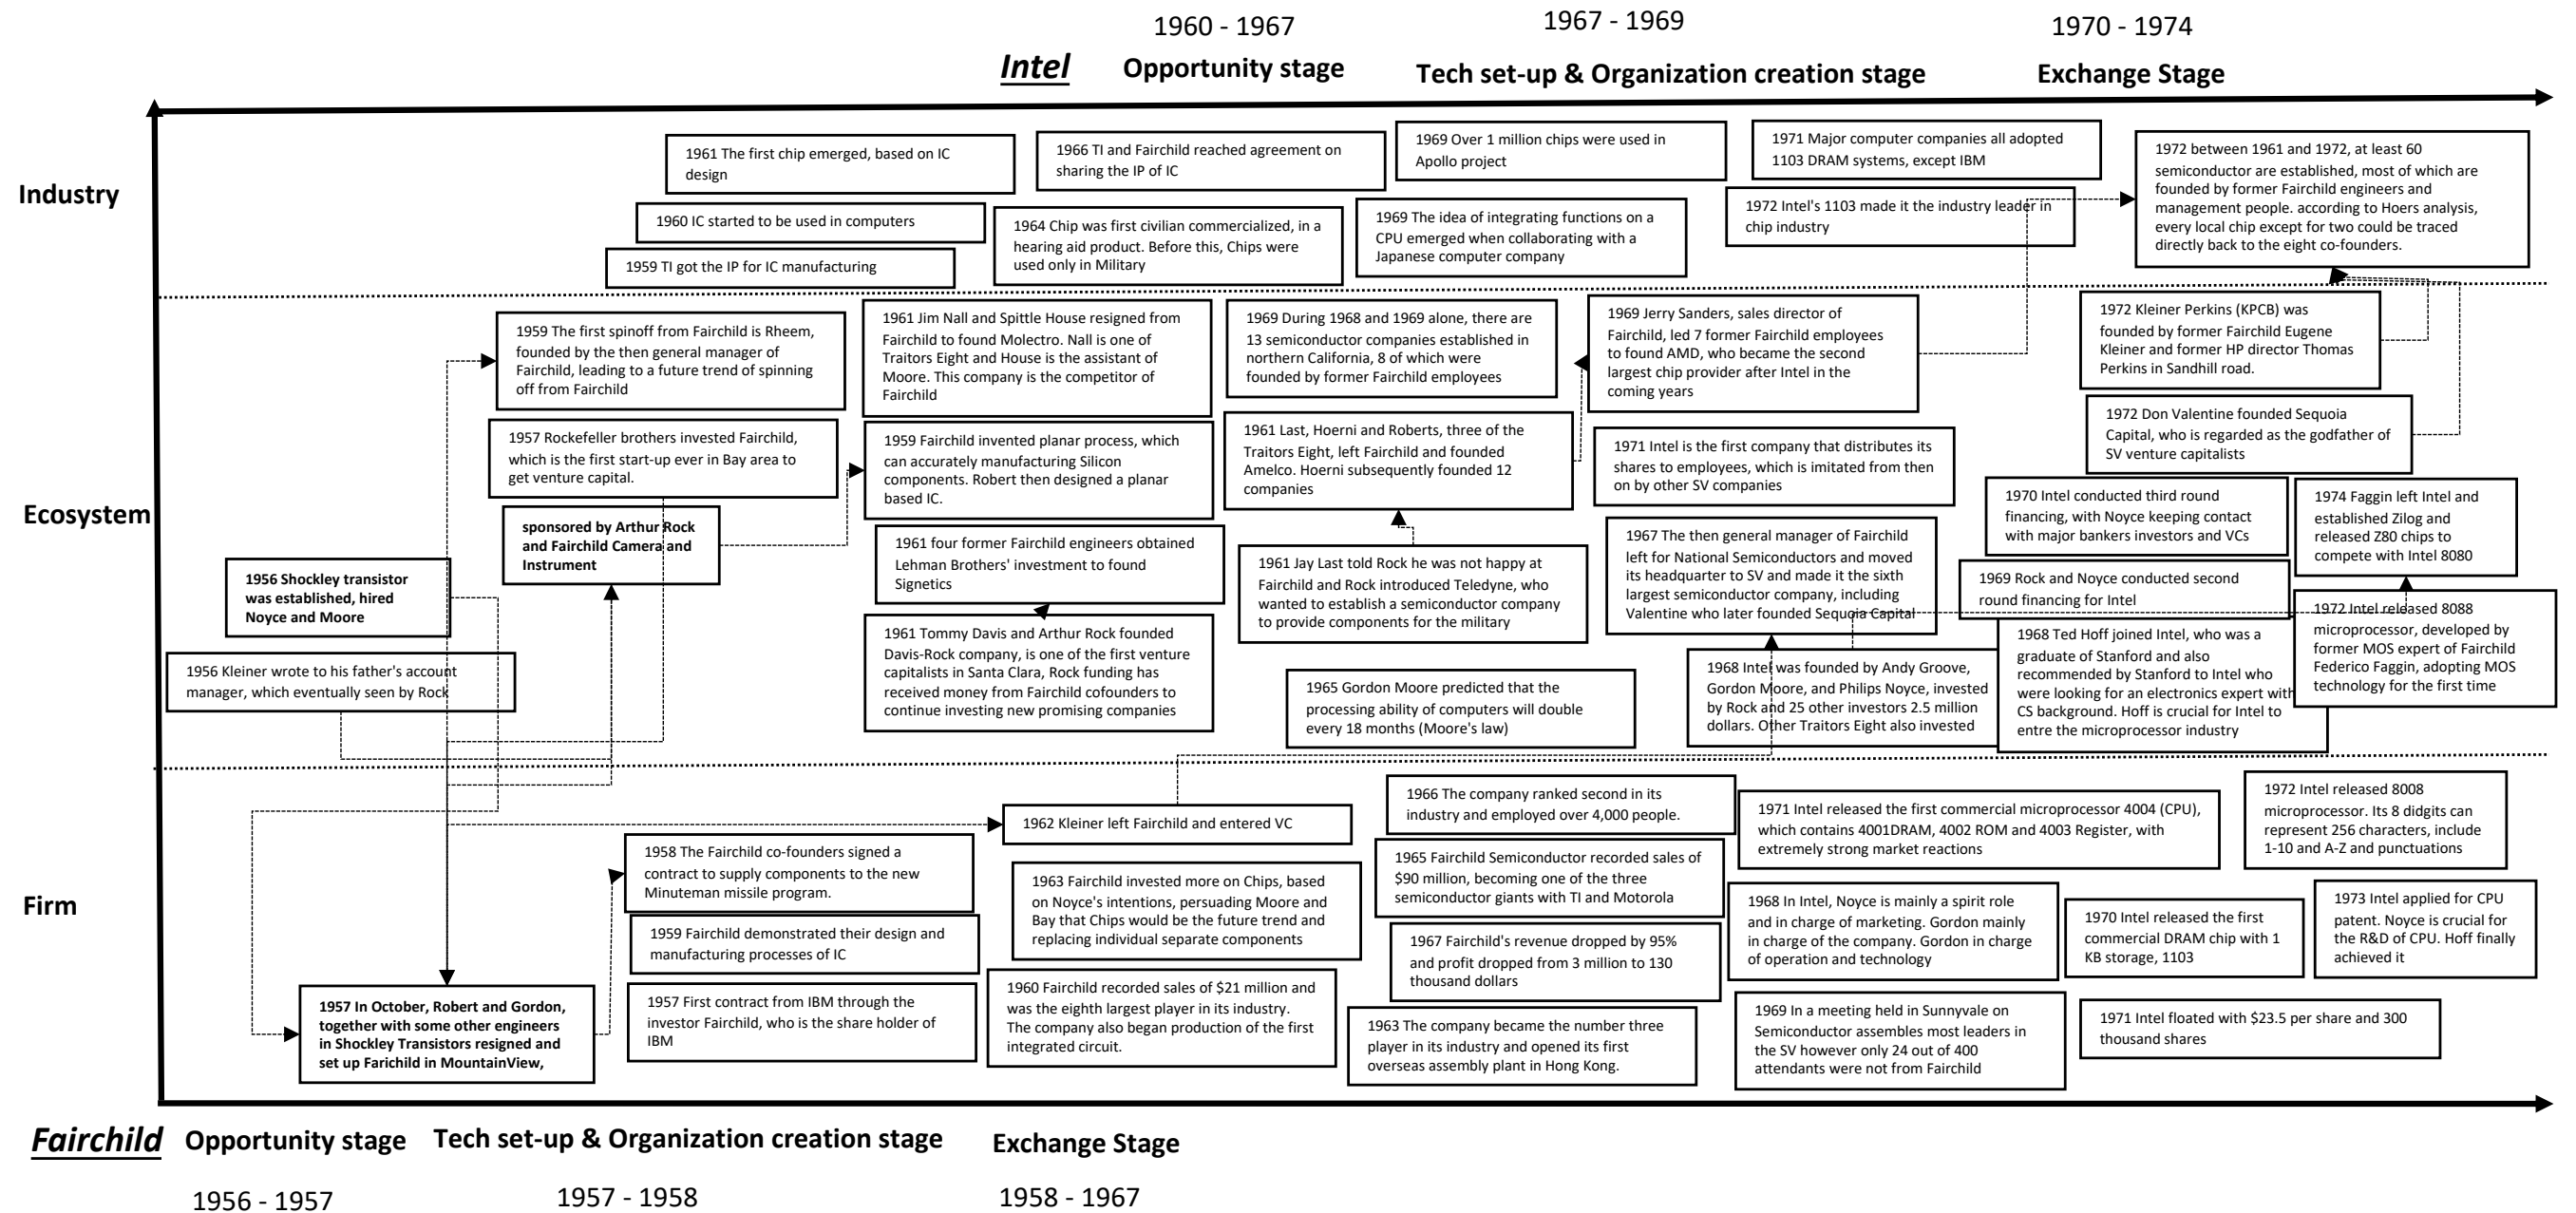 1960 - 1967
1967 - 1969
1970 - 1974
Intel
Opportunity stage
Tech set-up & Organization creation stage
Exchange Stage
Industry
1961 The first chip emerged, based on IC
design
1960 IC started to be used in computers
1959 TI got the IP for IC manufacturing
1966 TI and Fairchild reached agreement on
sharing the IP of IC
1964 Chip was first civilian commercialized, in a
hearing aid product. Before this, Chips were
used only in Military
1969 Over 1 million chips were used in
Apollo project
1969 The idea of integrating functions on a
CPU emerged when collaborating with a
Japanese computer company
1971 Major computer companies all adopted
1103 DRAM systems, except IBM
1972 Intel's 1103 made it the industry leader in
chip industry
1972 between 1961 and 1972, at least 60
semiconductor are established, most of which are
founded by former Fairchild engineers and
management people. according to Hoers analysis,
every local chip except for two could be traced
directly back to the eight co-founders.
Ecosystem
1956 Shockley transistor
was established, hired
Noyce and Moore
1956 Kleiner wrote to his father's account
manager, which eventually seen by Rock
1959 The first spinoff from Fairchild is Rheem,
founded by the then general manager of
Fairchild, leading to a future trend of spinning
off from Fairchild
1957 Rockefeller brothers invested Fairchild,
which is the first start-up ever in Bay area to
get venture capital.
sponsored by Arthur Rock
and Fairchild Camera and
Instrument
1961 Jim Nall and Spittle House resigned from
Fairchild to found Molectro. Nall is one of
Traitors Eight and House is the assistant of
Moore. This company is the competitor of
Fairchild
1959 Fairchild invented planar process, which
can accurately manufacturing Silicon
components. Robert then designed a planar
based IC.
1961 four former Fairchild engineers obtained
Lehman Brothers' investment to found
Signetics
1961 Tommy Davis and Arthur Rock founded
Davis-Rock company, is one of the first venture
capitalists in Santa Clara, Rock funding has
received money from Fairchild cofounders to
continue investing new promising companies
1969 During 1968 and 1969 alone, there are
13 semiconductor companies established in
northern California, 8 of which were
founded by former Fairchild employees
1961 Last, Hoerni and Roberts, three of the
Traitors Eight, left Fairchild and founded
Amelco. Hoerni subsequently founded 12
companies
1961 Jay Last told Rock he was not happy at
Fairchild and Rock introduced Teledyne, who
wanted to establish a semiconductor company
to provide components for the military
1965 Gordon Moore predicted that the
processing ability of computers will double
every 18 months (Moore's law)
1969 Jerry Sanders, sales director of
Fairchild, led 7 former Fairchild employees
to found AMD, who became the second
largest chip provider after Intel in the
coming years
1971 Intel is the first company that distributes its
shares to employees, which is imitated from then
on by other SV companies
1967 The then general manager of Fairchild
left for National Semiconductors and moved
its headquarter to SV and made it the sixth
largest semiconductor company, including
Valentine who later founded Sequoia Capital
1968 Intel was founded by Andy Groove,
Gordon Moore, and Philips Noyce, invested
by Rock and 25 other investors 2.5 million
dollars. Other Traitors Eight also invested
1972 Kleiner Perkins (KPCB) was
founded by former Fairchild Eugene
Kleiner and former HP director Thomas
Perkins in Sandhill road.
1972 Don Valentine founded Sequoia
Capital, who is regarded as the godfather of
SV venture capitalists
1970 Intel conducted third round
financing, with Noyce keeping contact
with major bankers investors and VCs
1969 Rock and Noyce conducted second
round financing for Intel
1968 Ted Hoff joined Intel, who was a
graduate of Stanford and also
recommended by Stanford to Intel who
were looking for an electronics expert with
CS background. Hoff is crucial for Intel to
entre the microprocessor industry
1974 Faggin left Intel and
established Zilog and
released Z80 chips to
compete with Intel 8080
1972 Intel released 8088
microprocessor, developed by
former MOS expert of Fairchild
Federico Faggin, adopting MOS
technology for the first time
Firm
1957 In October, Robert and Gordon,
together with some other engineers
in Shockley Transistors resigned and
set up Farichild in MountainView,
1958 The Fairchild co-founders signed a
contract to supply components to the new
Minuteman missile program.
1959 Fairchild demonstrated their design and
manufacturing processes of IC
1957 First contract from IBM through the
investor Fairchild, who is the share holder of
IBM
1962 Kleiner left Fairchild and entered VC
1963 Fairchild invested more on Chips, based
on Noyce's intentions, persuading Moore and
Bay that Chips would be the future trend and
replacing individual separate components
1960 Fairchild recorded sales of $21 million and
was the eighth largest player in its industry.
The company also began production of the first
integrated circuit.
1966 The company ranked second in its
industry and employed over 4,000 people.
1965 Fairchild Semiconductor recorded sales of
$90 million, becoming one of the three
semiconductor giants with TI and Motorola
1967 Fairchild's revenue dropped by 95%
and profit dropped from 3 million to 130
thousand dollars
1963 The company became the number three
player in its industry and opened its first
overseas assembly plant in Hong Kong.
1971 Intel released the first commercial microprocessor 4004 (CPU),
which contains 4001DRAM, 4002 ROM and 4003 Register, with
extremely strong market reactions
1968 In Intel, Noyce is mainly a spirit role
and in charge of marketing. Gordon mainly
in charge of the company. Gordon in charge
of operation and technology
1969 In a meeting held in Sunnyvale on
Semiconductor assembles most leaders in
the SV however only 24 out of 400
attendants were not from Fairchild
1972 Intel released 8008
microprocessor. Its 8 didgits can
represent 256 characters, include
1-10 and A-Z and punctuations
1970 Intel released the first
commercial DRAM chip with 1
KB storage, 1103
1973 Intel applied for CPU
patent. Noyce is crucial for
the R&D of CPU. Hoff finally
achieved it
1971 Intel floated with $23.5 per share and 300
thousand shares
Fairchild
Opportunity stage
Tech set-up & Organization creation stage
Exchange Stage
1956 - 1957
1957 - 1958
1958 - 1967